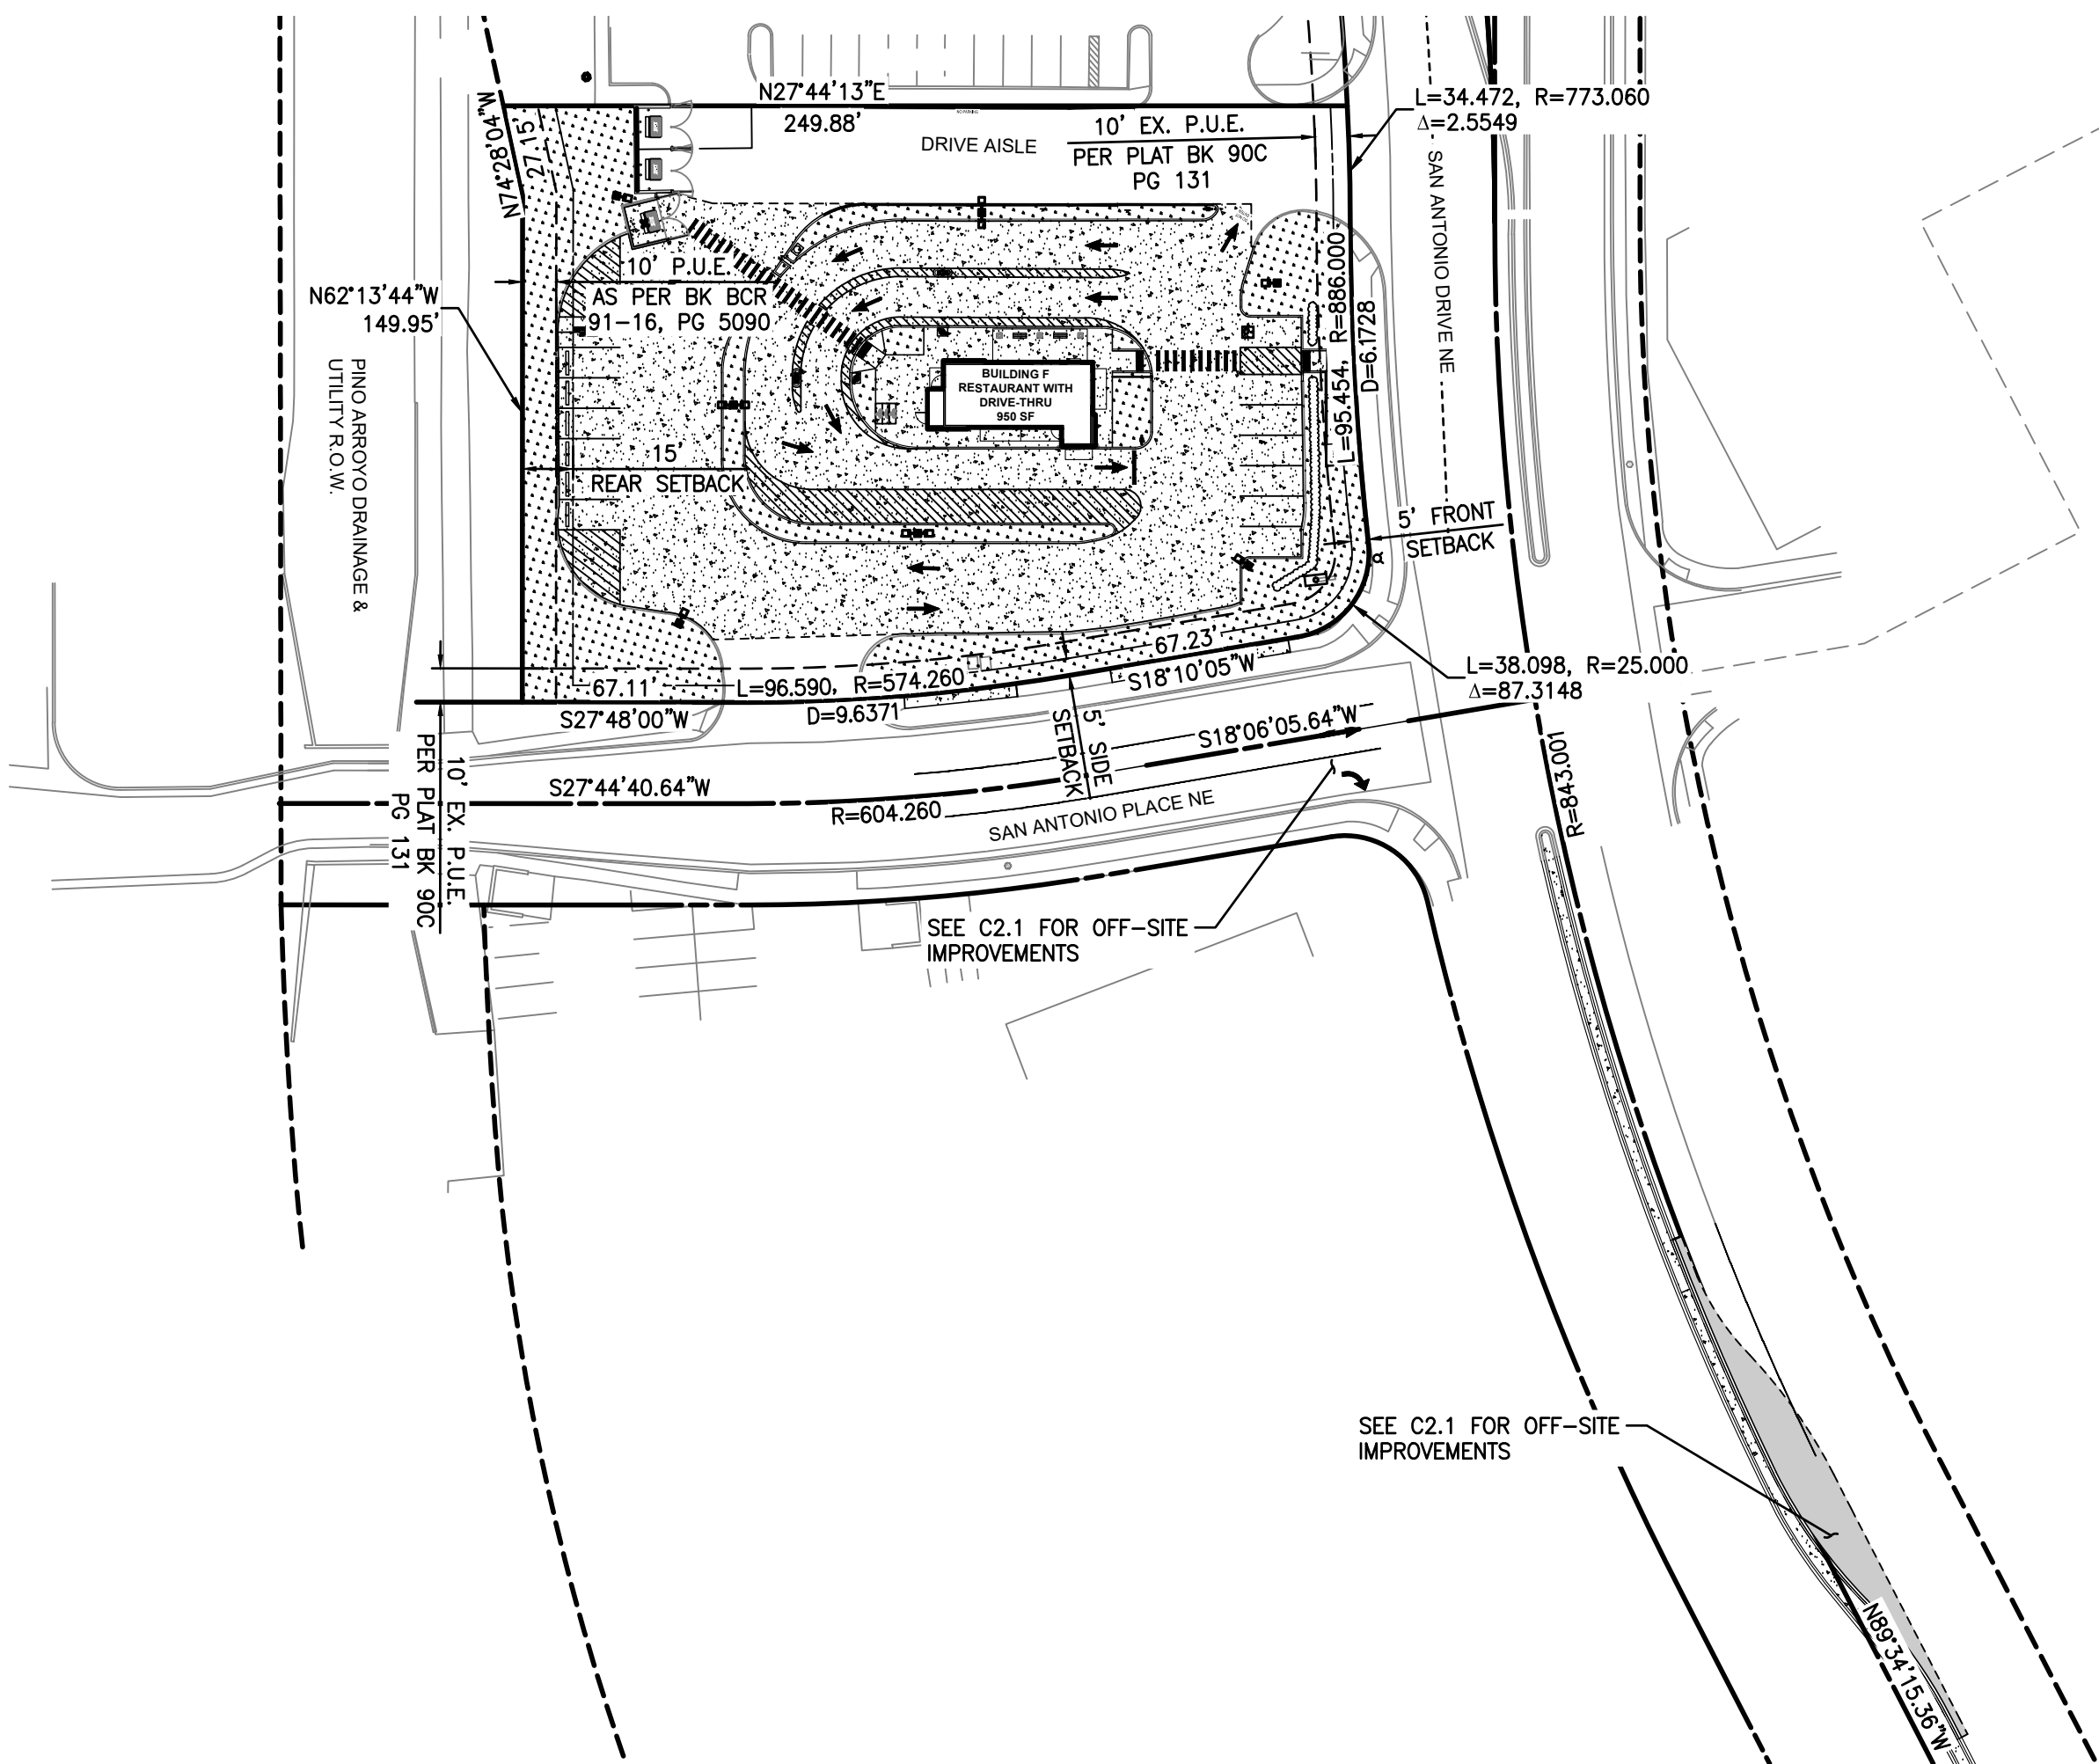 N27°44'13"E
249.88'
DRIVE AISLE
10' EX. P.U.E.
PER PLAT BK 90C
PG 131
L=34.472, R=773.060
Δ=2.5549
N74°28'04"W
27.15
SAN ANTONIO DRIVE NE
10' P.U.E.
AS PER BK BCR
91-16, PG 5090
N62°13'44"W
149.95'
PINO ARROYO DRAINAGE &
UTILITY R.O.W.
BUILDING F
RESTAURANT WITH
DRIVE-THRU
950 SF
L=95.454, R=886.000
D=6.1728
15'
REAR SETBACK
5' FRONT
SETBACK
67.23
S18°10'05"W
L=38.098, R=25.000
Δ=87.3148
67.11'
L=96.590, R=574.260
S27°48'00"W
D=9.6371
5' SIDE
SETBACK
S18°06'05.64"W
R=843.001
10' EX. P.U.E.
PER PLAT BK 90C
PG 131
S27°44'40.64"W
R=604.260
SAN ANTONIO PLACE NE
SEE C2.1 FOR OFF-SITE
IMPROVEMENTS
SEE C2.1 FOR OFF-SITE
IMPROVEMENTS
N89°34'15.36"W